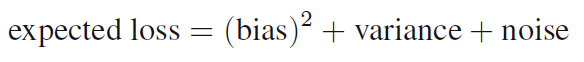 expected loss = (bias)² + variance + noise